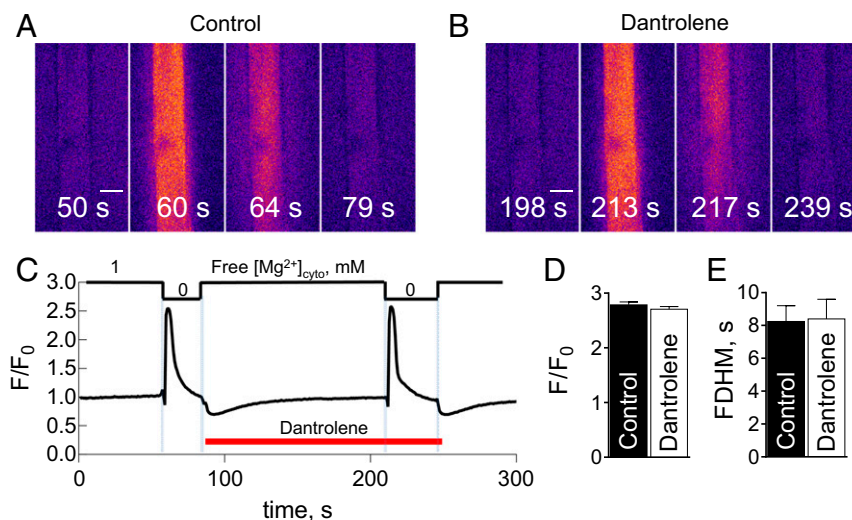 A
Control
50 s
60 s
64 s
79 s
B
Dantrolene
198 s
213 s
217 s
239 s
C
1
0
Free [Mg²⁺]cyto, mM
0
3.0
2.5
2.0
1.5
1.0
0.5
0.0
F/F₀
Dantrolene
0
100
200
300
time, s
D
3
2
1
0
F/F₀
Control
Dantrolene
E
10
8
6
4
2
0
FDHM, s
Control
Dantrolene